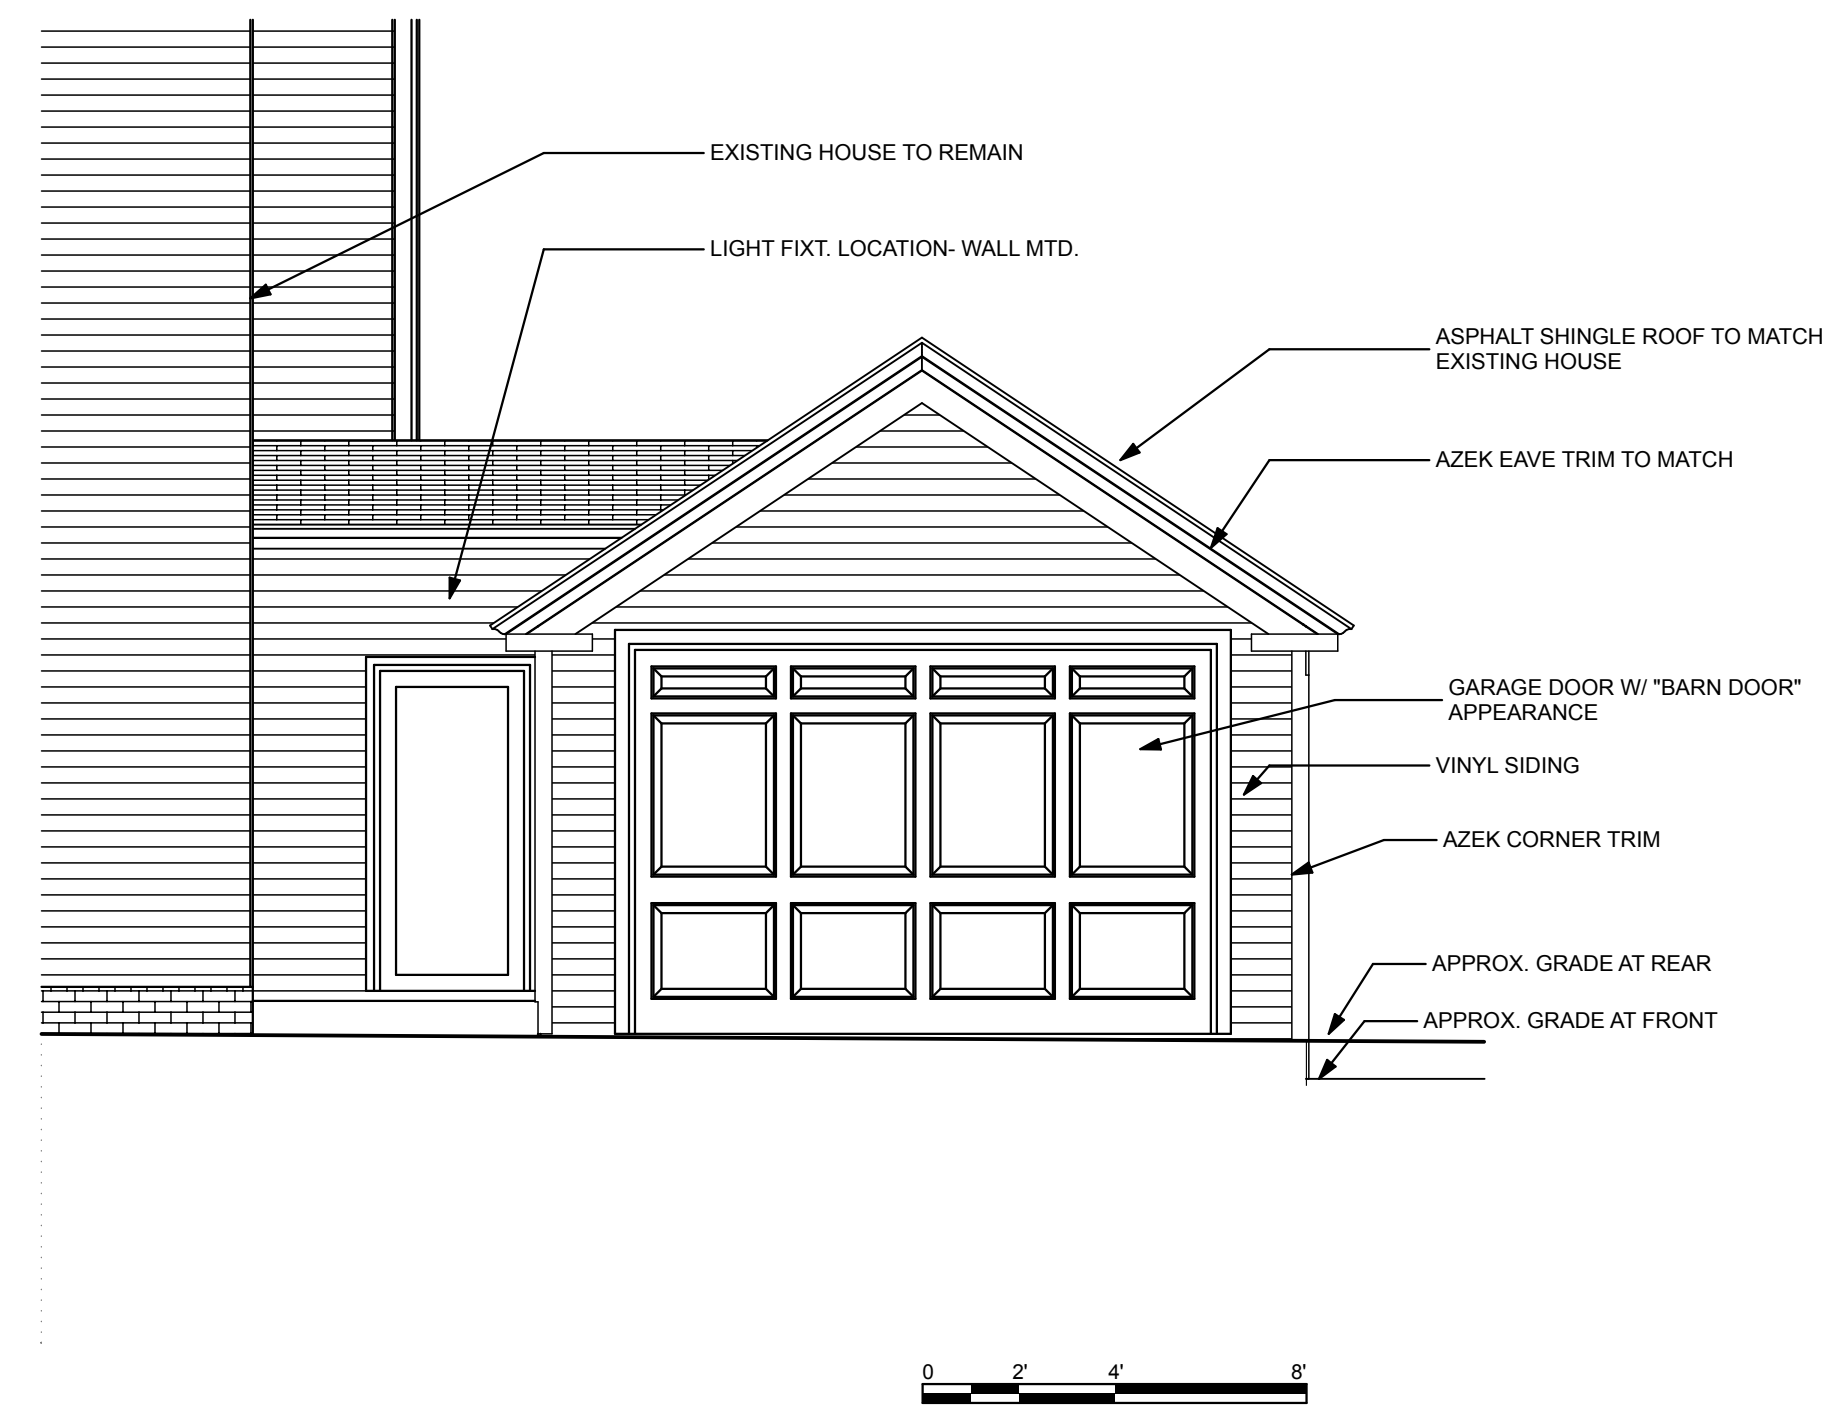 EXISTING HOUSE TO REMAIN
LIGHT FIXT. LOCATION- WALL MTD.
ASPHALT SHINGLE ROOF TO MATCH
EXISTING HOUSE
AZEK EAVE TRIM TO MATCH
GARAGE DOOR W/ "BARN DOOR"
APPEARANCE
VINYL SIDING
AZEK CORNER TRIM
APPROX. GRADE AT REAR
APPROX. GRADE AT FRONT
0 2' 4' 8'